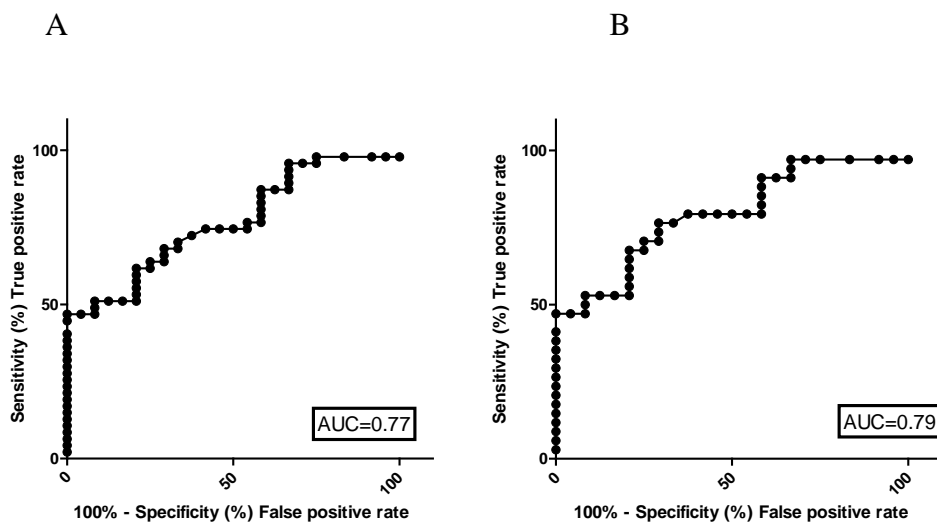 A
B
Sensitivity (%) True positive rate
100
50
0
AUC=0.77
0
50
100
100% - Specificity (%) False positive rate
Sensitivity (%) True positive rate
100
50
0
AUC=0.79
0
50
100
100% - Specificity (%) False positive rate